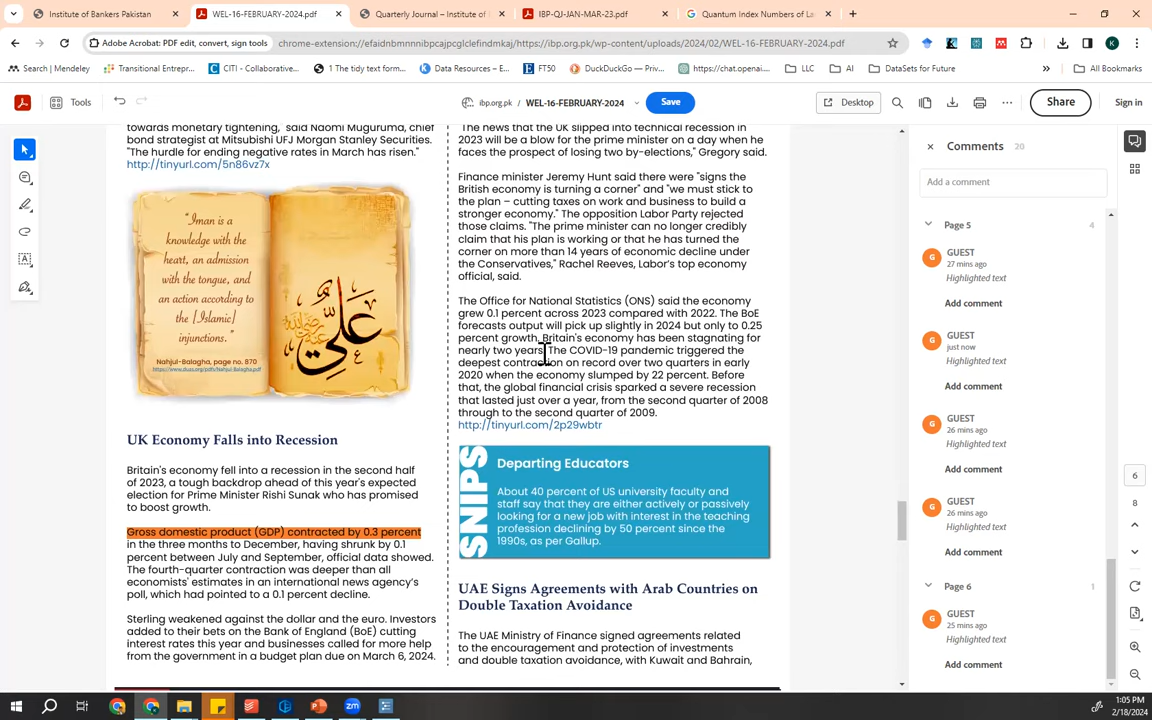 Institute of Bankers Pakistan
WEL-16-FEBRUARY-2024.pdf
Quarterly Journal – Institute of
IBP-QJ-JAN-MAR-23.pdf
Quantum Index Numbers of La
Adobe Acrobat: PDF edit, convert, sign tools
chrome-extension://efaidnbmnnnibpcajpcglclefindmkaj/https://ibp.org.pk/wp-content/uploads/2024/02/WEL-16-FEBRUARY-2024.pdf
K
Search | Mendeley
Transitional Entrepr...
CITI - Collaborative...
1 The tidy text form...
Data Resources – E...
FT50
DuckDuckGo — Priv...
https://chat.openai....
LLC
AI
DataSets for Future
All Bookmarks
Tools
ibp.org.pk / WEL-16-FEBRUARY-2024
Save
Desktop
Share
Sign in
towards monetary tightening," said Naomi Muguruma, chief
bond strategist at Mitsubishi UFJ Morgan Stanley Securities.
"The hurdle for ending negative rates in March has risen."
http://tinyurl.com/5n86vz7x
"Iman is a
knowledge with the
heart, an admission
with the tongue, and
an action according to
the [Islamic]
injunctions."
Nahjul-Balagha, page no. 870
https://www.duas.org/pdfs/Nahjul-Balagha.pdf
UK Economy Falls into Recession
Britain's economy fell into a recession in the second half
of 2023, a tough backdrop ahead of this year's expected
election for Prime Minister Rishi Sunak who has promised
to boost growth.
Gross domestic product (GDP) contracted by 0.3 percent
in the three months to December, having shrunk by 0.1
percent between July and September, official data showed.
The fourth-quarter contraction was deeper than all
economists' estimates in an international news agency's
poll, which had pointed to a 0.1 percent decline.
Sterling weakened against the dollar and the euro. Investors
added to their bets on the Bank of England (BoE) cutting
interest rates this year and businesses called for more help
from the government in a budget plan due on March 6, 2024.
"The news that the UK slipped into technical recession in
2023 will be a blow for the prime minister on a day when he
faces the prospect of losing two by-elections," Gregory said.
Finance minister Jeremy Hunt said there were "signs the
British economy is turning a corner" and "we must stick to
the plan – cutting taxes on work and business to build a
stronger economy." The opposition Labor Party rejected
those claims. "The prime minister can no longer credibly
claim that his plan is working or that he has turned the
corner on more than 14 years of economic decline under
the Conservatives," Rachel Reeves, Labor's top economy
official, said.
The Office for National Statistics (ONS) said the economy
grew 0.1 percent across 2023 compared with 2022. The BoE
forecasts output will pick up slightly in 2024 but only to 0.25
percent growth. Britain's economy has been stagnating for
nearly two years. The COVID-19 pandemic triggered the
deepest contraction on record over two quarters in early
2020 when the economy slumped by 22 percent. Before
that, the global financial crisis sparked a severe recession
that lasted just over a year, from the second quarter of 2008
through to the second quarter of 2009.
http://tinyurl.com/2p29wbtr
SNIPS
Departing Educators
About 40 percent of US university faculty and
staff say that they are either actively or passively
looking for a new job with interest in the teaching
profession declining by 50 percent since the
1990s, as per Gallup.
UAE Signs Agreements with Arab Countries on
Double Taxation Avoidance
The UAE Ministry of Finance signed agreements related
to the encouragement and protection of investments
and double taxation avoidance, with Kuwait and Bahrain,
Comments 20
Add a comment
Page 5 4
G GUEST
27 mins ago
Highlighted text
Add comment
G GUEST
just now
Highlighted text
Add comment
G GUEST
26 mins ago
Highlighted text
Add comment
G GUEST
26 mins ago
Highlighted text
Add comment
Page 6 1
G GUEST
25 mins ago
Highlighted text
Add comment
6
8
zm
1:05 PM
2/18/2024